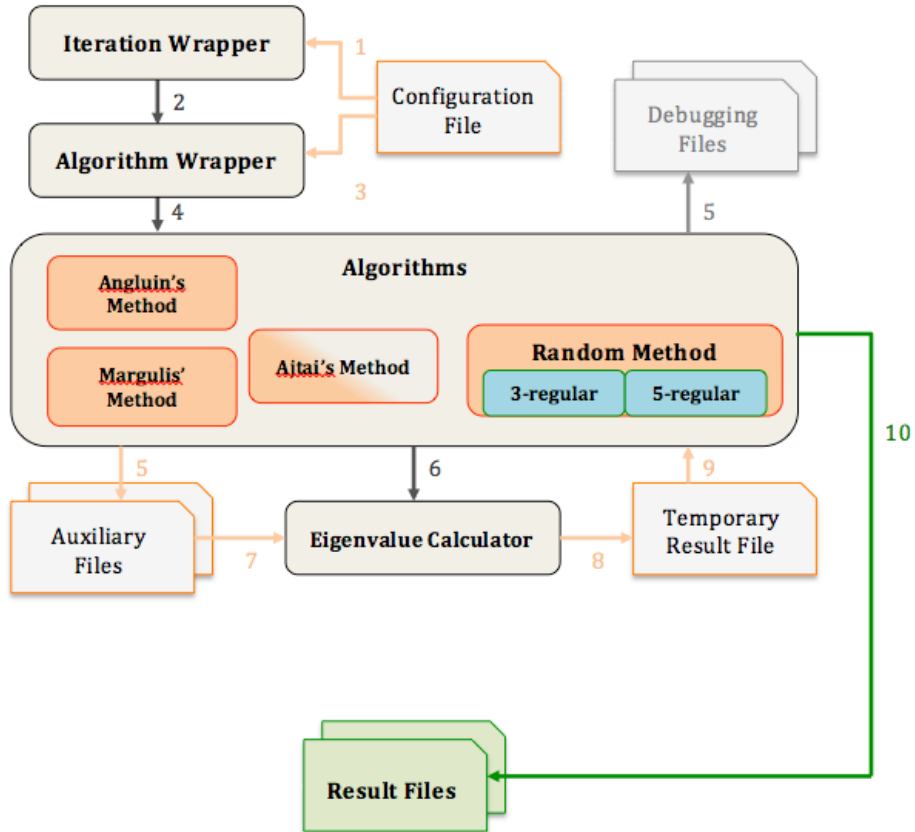 Iteration Wrapper
1
Configuration
File
2
Debugging
Files
Algorithm Wrapper
3
4
5
Algorithms
Angluin's
Method
Ajtai's Method
Random Method
3-regular
5-regular
Margulis'
Method
10
5
6
9
Auxiliary
Files
7
Eigenvalue Calculator
8
Temporary
Result File
Result Files